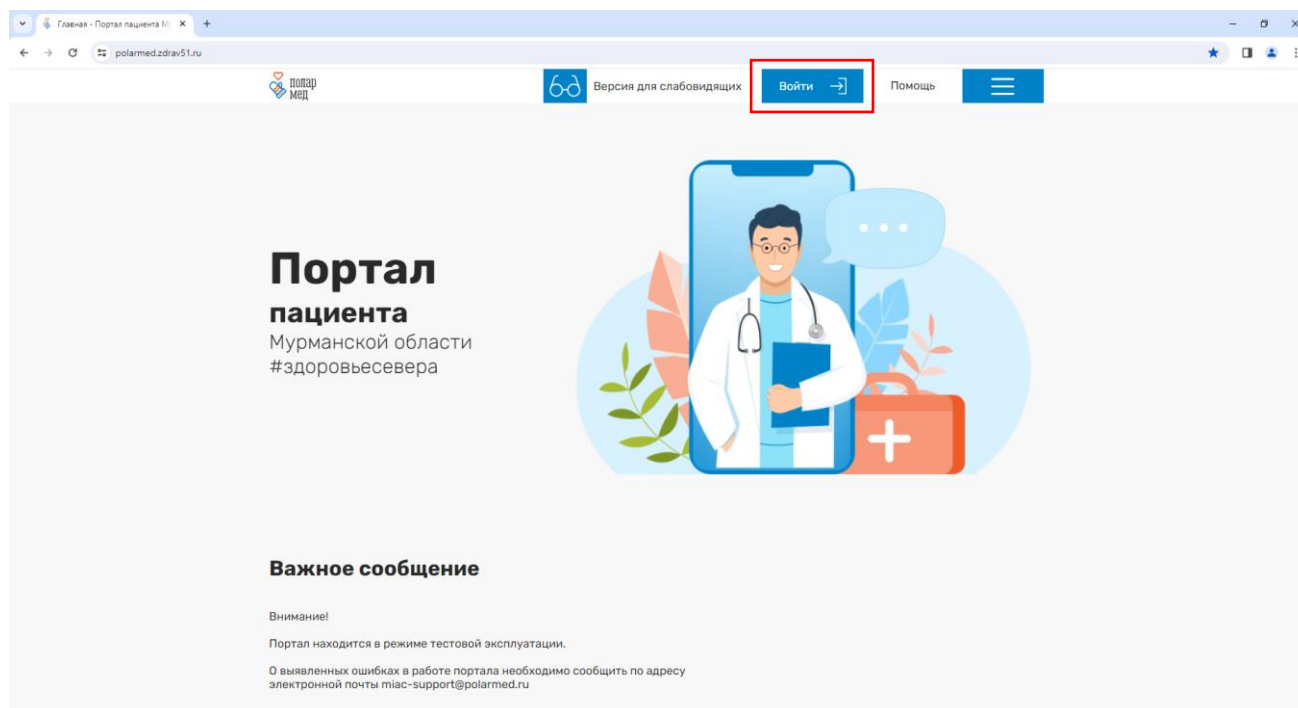 Главная - Портал пациента М
polarmed.zdrav51.ru
полармед
Версия для слабовидящих
Войти
Помощь
Портал
пациента
Мурманской области
#здоровьесевера
Важное сообщение
Внимание!
Портал находится в режиме тестовой эксплуатации.
О выявленных ошибках в работе портала необходимо сообщить по адресу
электронной почты miac-support@polarmed.ru